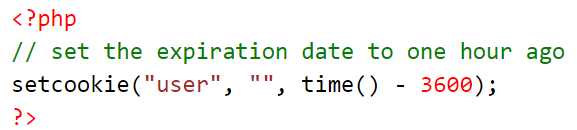 <?php
// set the expiration date to one hour ago
setcookie("user", "", time() - 3600);
?>